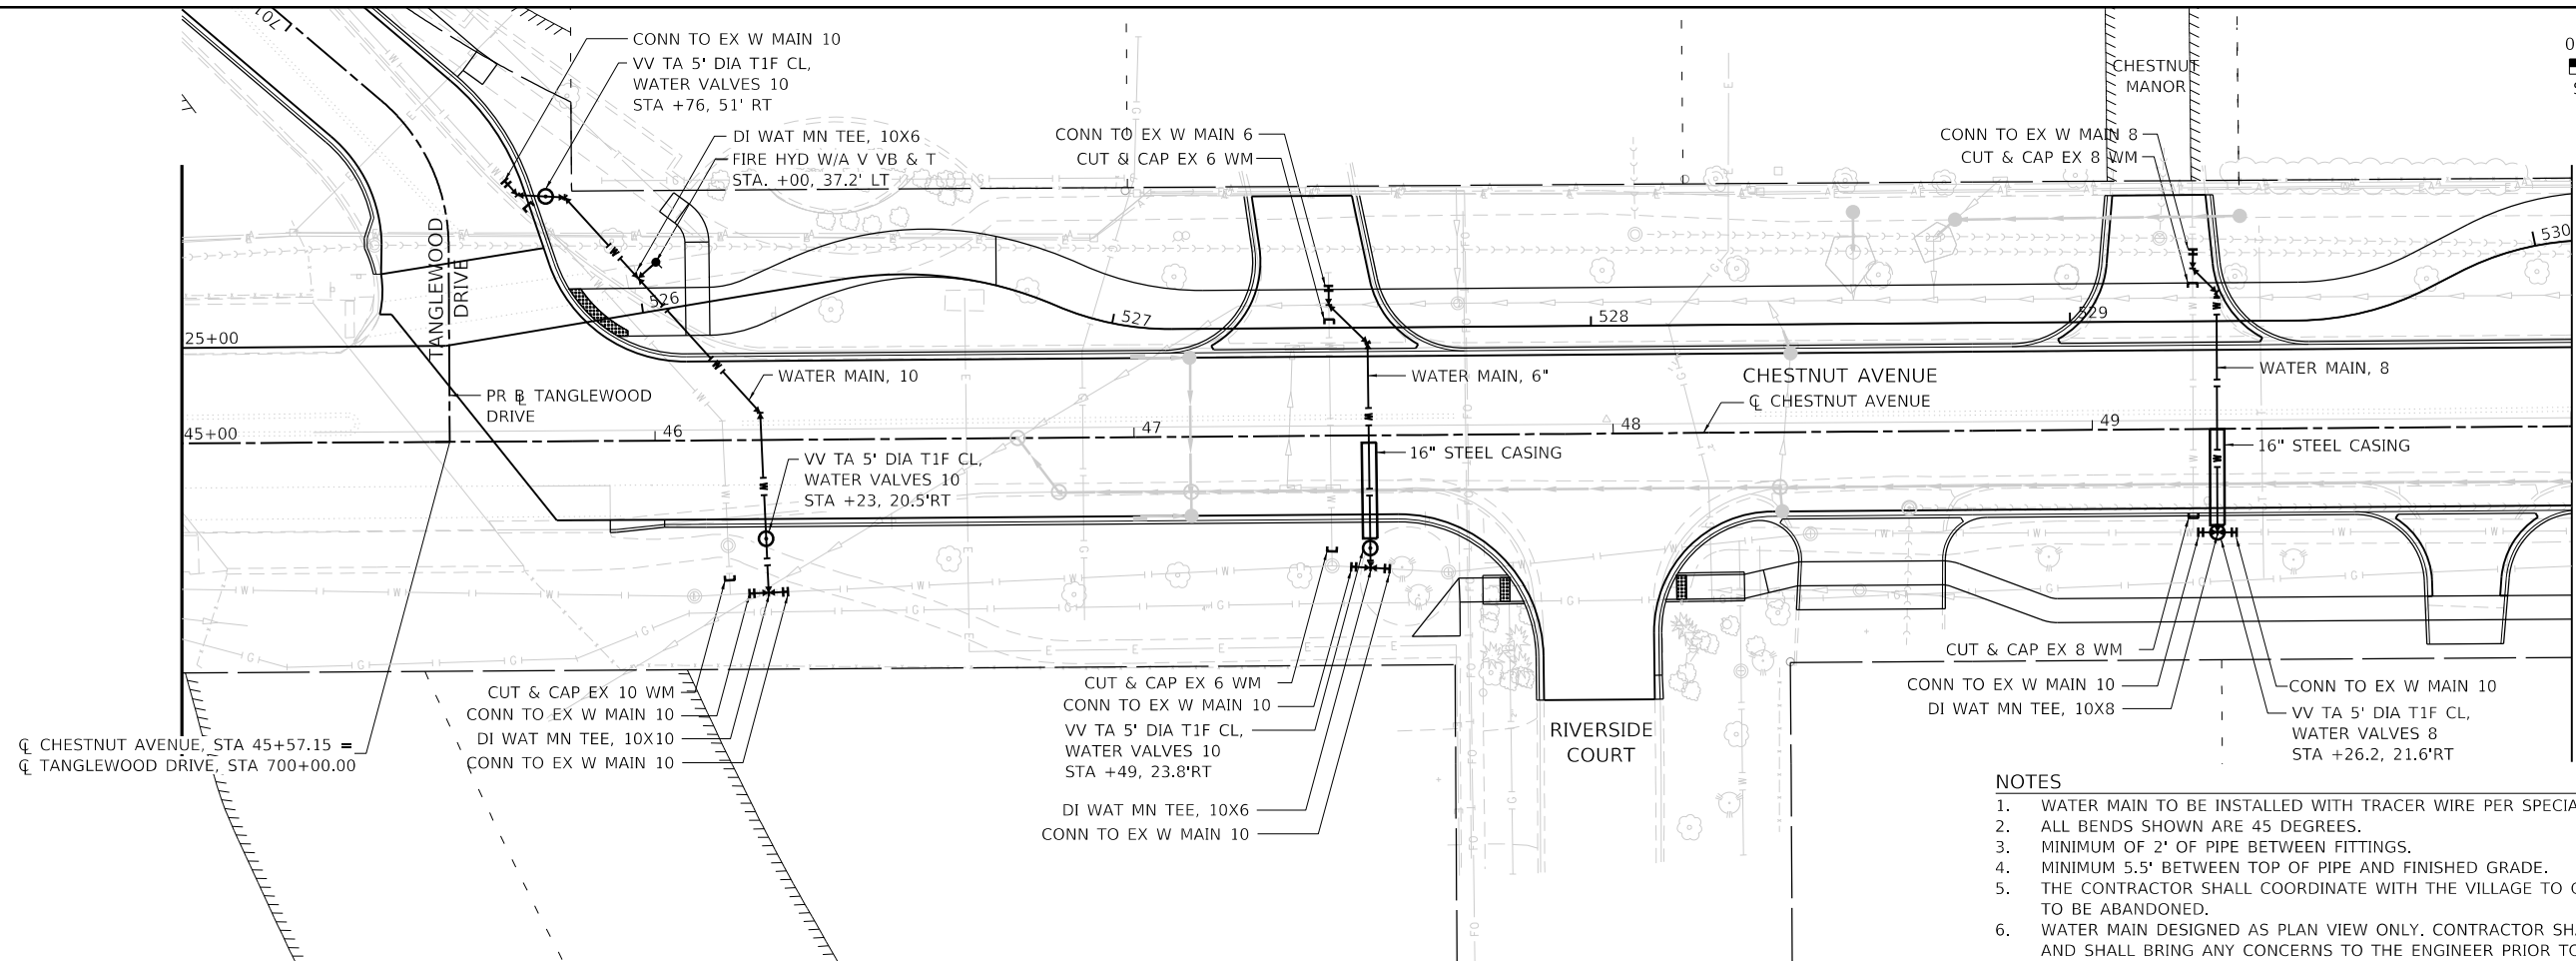 701
CONN TO EX W MAIN 10
VV TA 5' DIA T1F CL,
WATER VALVES 10
STA +76, 51' RT
DI WAT MN TEE, 10X6
FIRE HYD W/A V VB & T
STA. +00, 37.2' LT
CONN TO EX W MAIN 6
CUT & CAP EX 6 WM
CONN TO EX W MAIN 8
CUT & CAP EX 8 WM
CHESTNUT
MANOR
TANGLEWOOD
DRIVE
526
527
528
529
530
25+00
WATER MAIN, 10
WATER MAIN, 6"
WATER MAIN, 8
CHESTNUT AVENUE
℄ CHESTNUT AVENUE
PR ℄ TANGLEWOOD
DRIVE
45+00
46
47
48
49
VV TA 5' DIA T1F CL,
WATER VALVES 10
STA +23, 20.5'RT
16" STEEL CASING
16" STEEL CASING
CUT & CAP EX 10 WM
CONN TO EX W MAIN 10
DI WAT MN TEE, 10X10
CONN TO EX W MAIN 10
℄ CHESTNUT AVENUE, STA 45+57.15 =
℄ TANGLEWOOD DRIVE, STA 700+00.00
CUT & CAP EX 6 WM
CONN TO EX W MAIN 10
VV TA 5' DIA T1F CL,
WATER VALVES 10
STA +49, 23.8'RT
DI WAT MN TEE, 10X6
CONN TO EX W MAIN 10
RIVERSIDE
COURT
CUT & CAP EX 8 WM
CONN TO EX W MAIN 10
DI WAT MN TEE, 10X8
CONN TO EX W MAIN 10
VV TA 5' DIA T1F CL,
WATER VALVES 8
STA +26.2, 21.6'RT
NOTES
1. WATER MAIN TO BE INSTALLED WITH TRACER WIRE PER
2. ALL BENDS SHOWN ARE 45 DEGREES.
3. MINIMUM OF 2' OF PIPE BETWEEN FITTINGS.
4. MINIMUM 5.5' BETWEEN TOP OF PIPE AND FINISHED GRADE.
5. THE CONTRACTOR SHALL COORDINATE WITH THE VILLAGE TO
TO BE ABANDONED.
6. WATER MAIN DESIGNED AS PLAN VIEW ONLY. CONTRACTOR
AND SHALL BRING ANY CONCERNS TO THE ENGINEER PRIOR TO